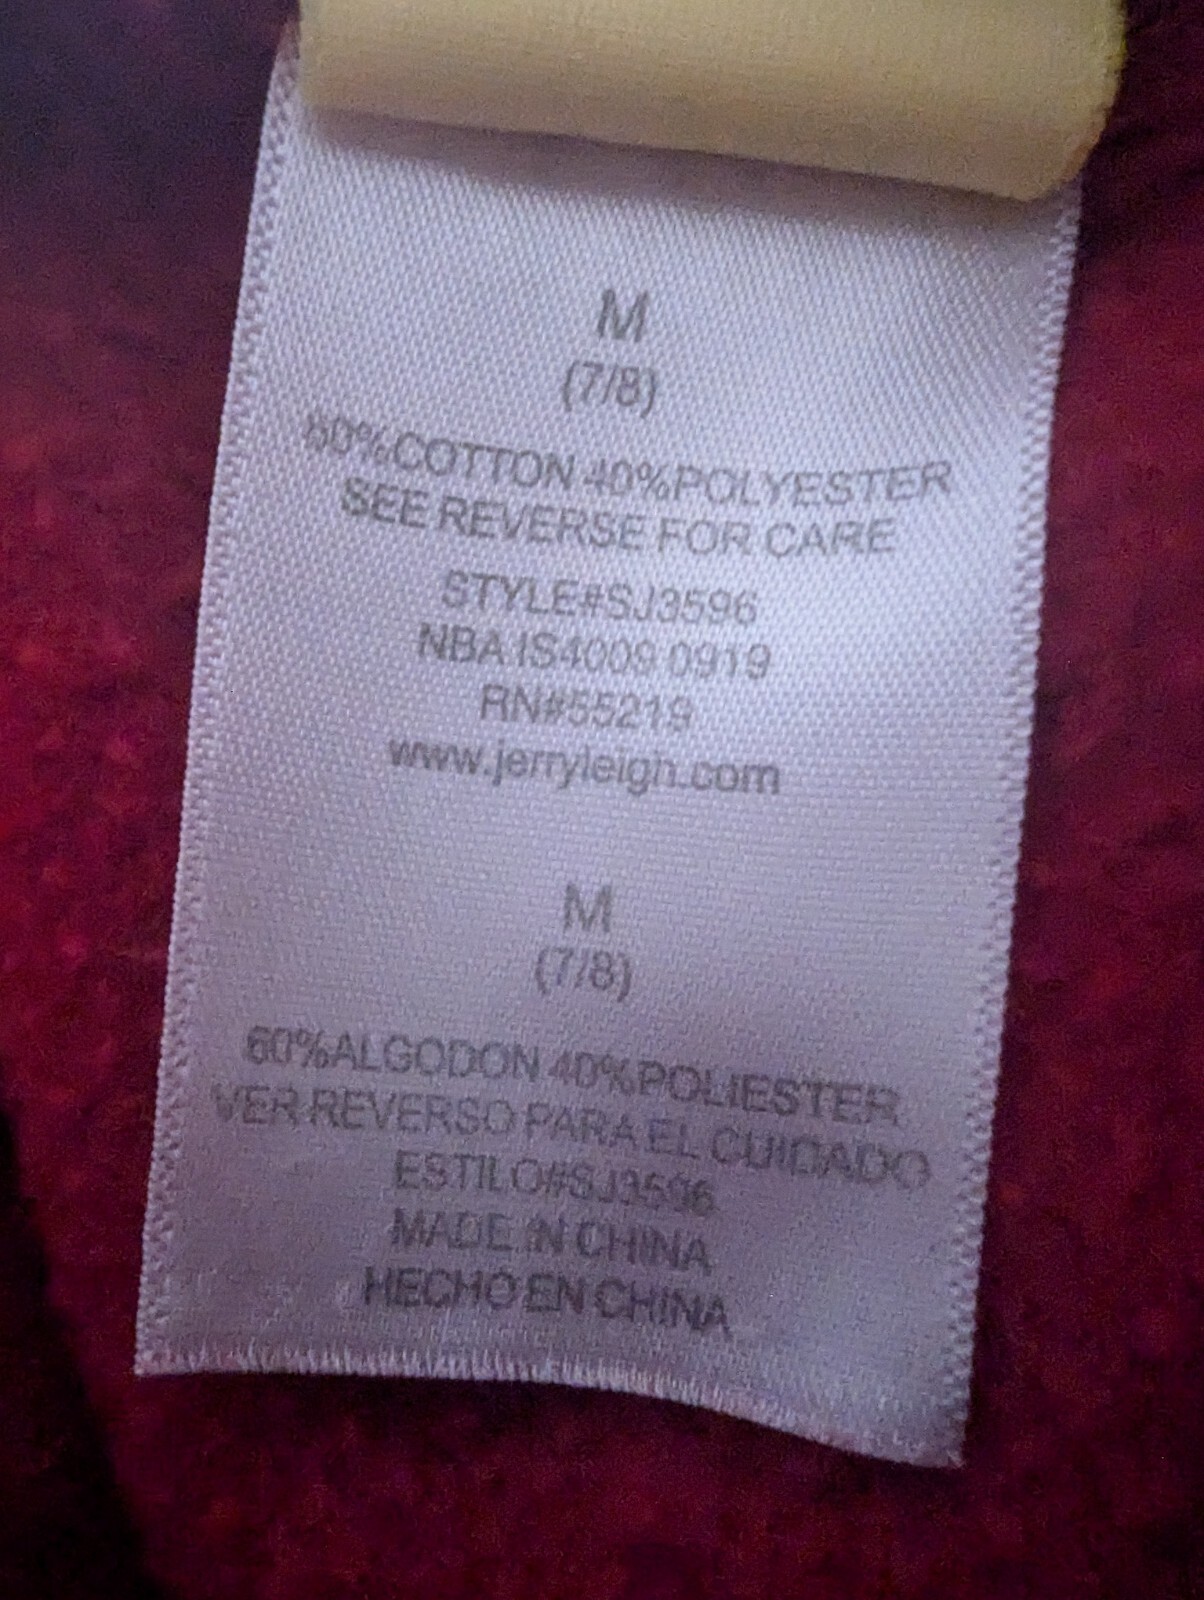 M
(7/8)
60%COTTON 40%POLYESTER
SEE REVERSE FOR CARE
STYLE#SJ3596
NBA IS4009 0919
RN#55219
www.jerryleigh.com
M
(7/8)
60%ALGODON 40%POLIESTER
VER REVERSO PARA EL CUIDADO
ESTILO#SJ3596
MADE IN CHINA
HECHO EN CHINA